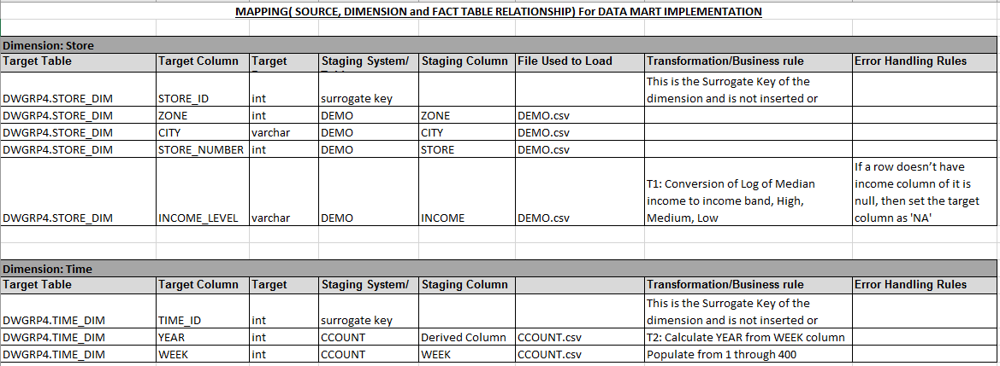 MAPPING( SOURCE, DIMENSION and FACT TABLE RELATIONSHIP) For DATA MART IMPLEMENTATION
Dimension: Store
Target Table Target Column Target Staging System/ Staging Column File Used to Load Transformation/Business rule Error Handling Rules
This is the Surrogate Key of the
DWGRP4.STORE_DIM STORE_ID int surrogate key dimension and is not inserted or
DWGRP4.STORE_DIM ZONE int DEMO ZONE DEMO.csv
DWGRP4.STORE_DIM CITY varchar DEMO CITY DEMO.csv
DWGRP4.STORE_DIM STORE_NUMBER int DEMO STORE DEMO.csv
If a row doesn’t have
T1: Conversion of Log of Median income column of it is
income to income band, High, null, then set the target
DWGRP4.STORE_DIM INCOME_LEVEL varchar DEMO INCOME DEMO.csv Medium, Low column as 'NA'
Dimension: Time
Target Table Target Column Target Staging System/ Staging Column Transformation/Business rule Error Handling Rules
This is the Surrogate Key of the
DWGRP4.TIME_DIM TIME_ID int surrogate key dimension and is not inserted or
DWGRP4.TIME_DIM YEAR int CCOUNT Derived Column CCOUNT.csv T2: Calculate YEAR from WEEK column
DWGRP4.TIME_DIM WEEK int CCOUNT WEEK CCOUNT.csv Populate from 1 through 400